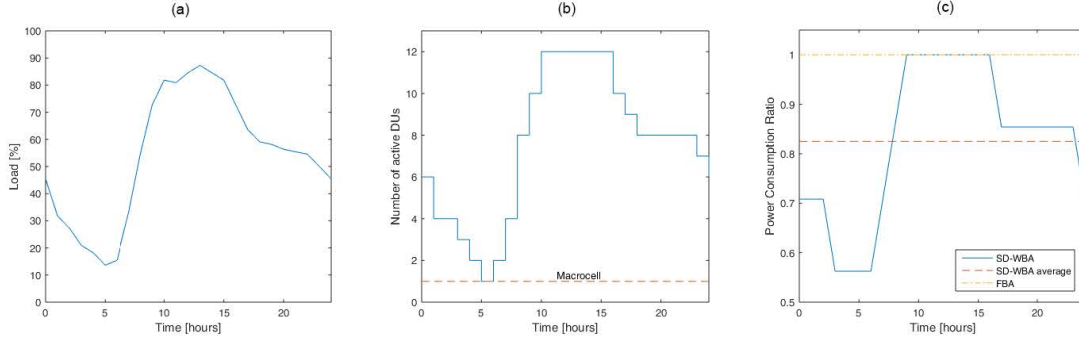 (a)
100
90
80
70
60
50
40
30
20
10
0
Load [%]
0 5 10 15 20
Time [hours]
(b)
12
10
8
6
4
2
0
Number of active DUs
Macrocell
0 5 10 15 20
Time [hours]
(c)
1
0.9
0.8
0.7
0.6
0.5
Power Consumption Ratio
SD-WBA
SD-WBA average
FBA
0 5 10 15 20
Time [hours]